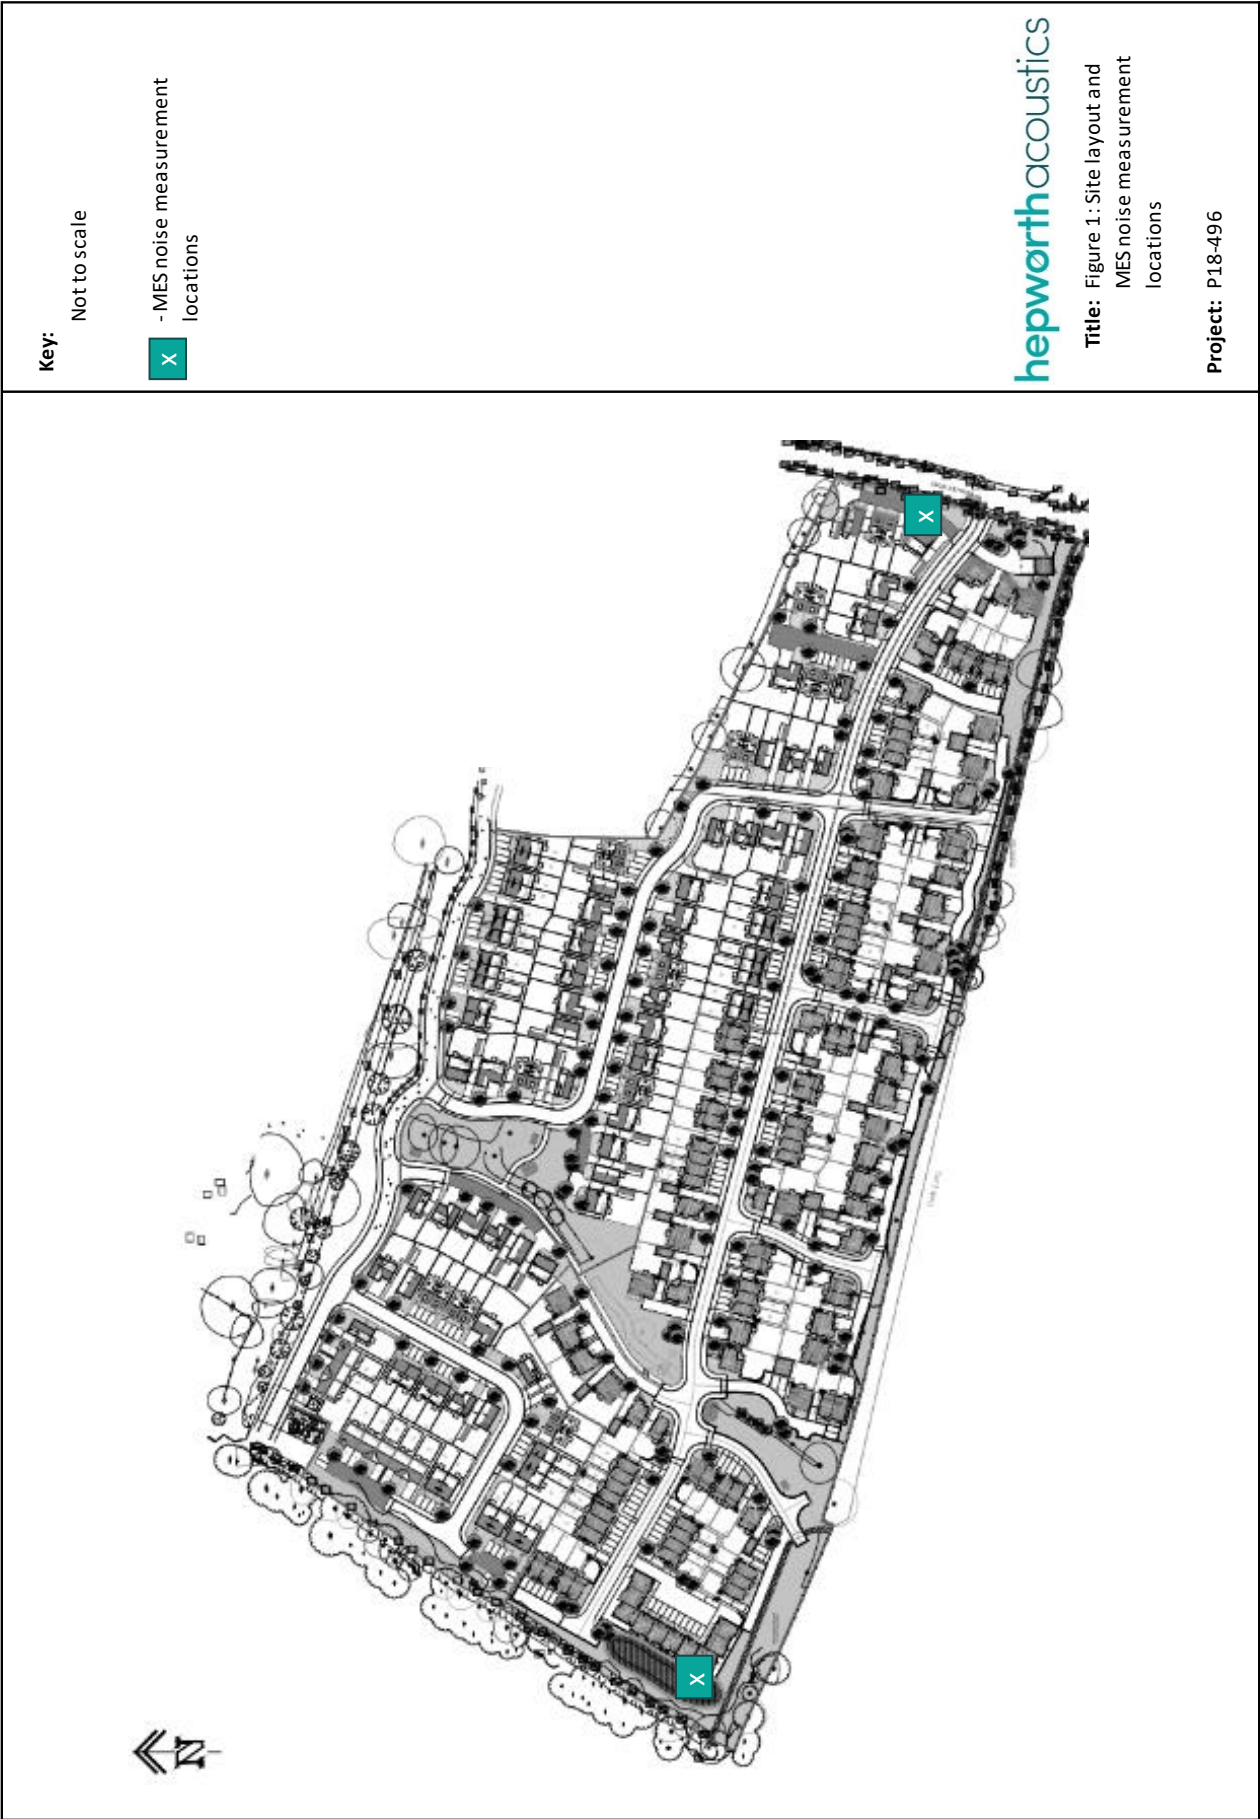 Key:
Not to scale
X
- MES noise measurement
locations
hepworthacoustics
Title: Figure 1: Site layout and
MES noise measurement
locations
Project: P18-496
X
X
N